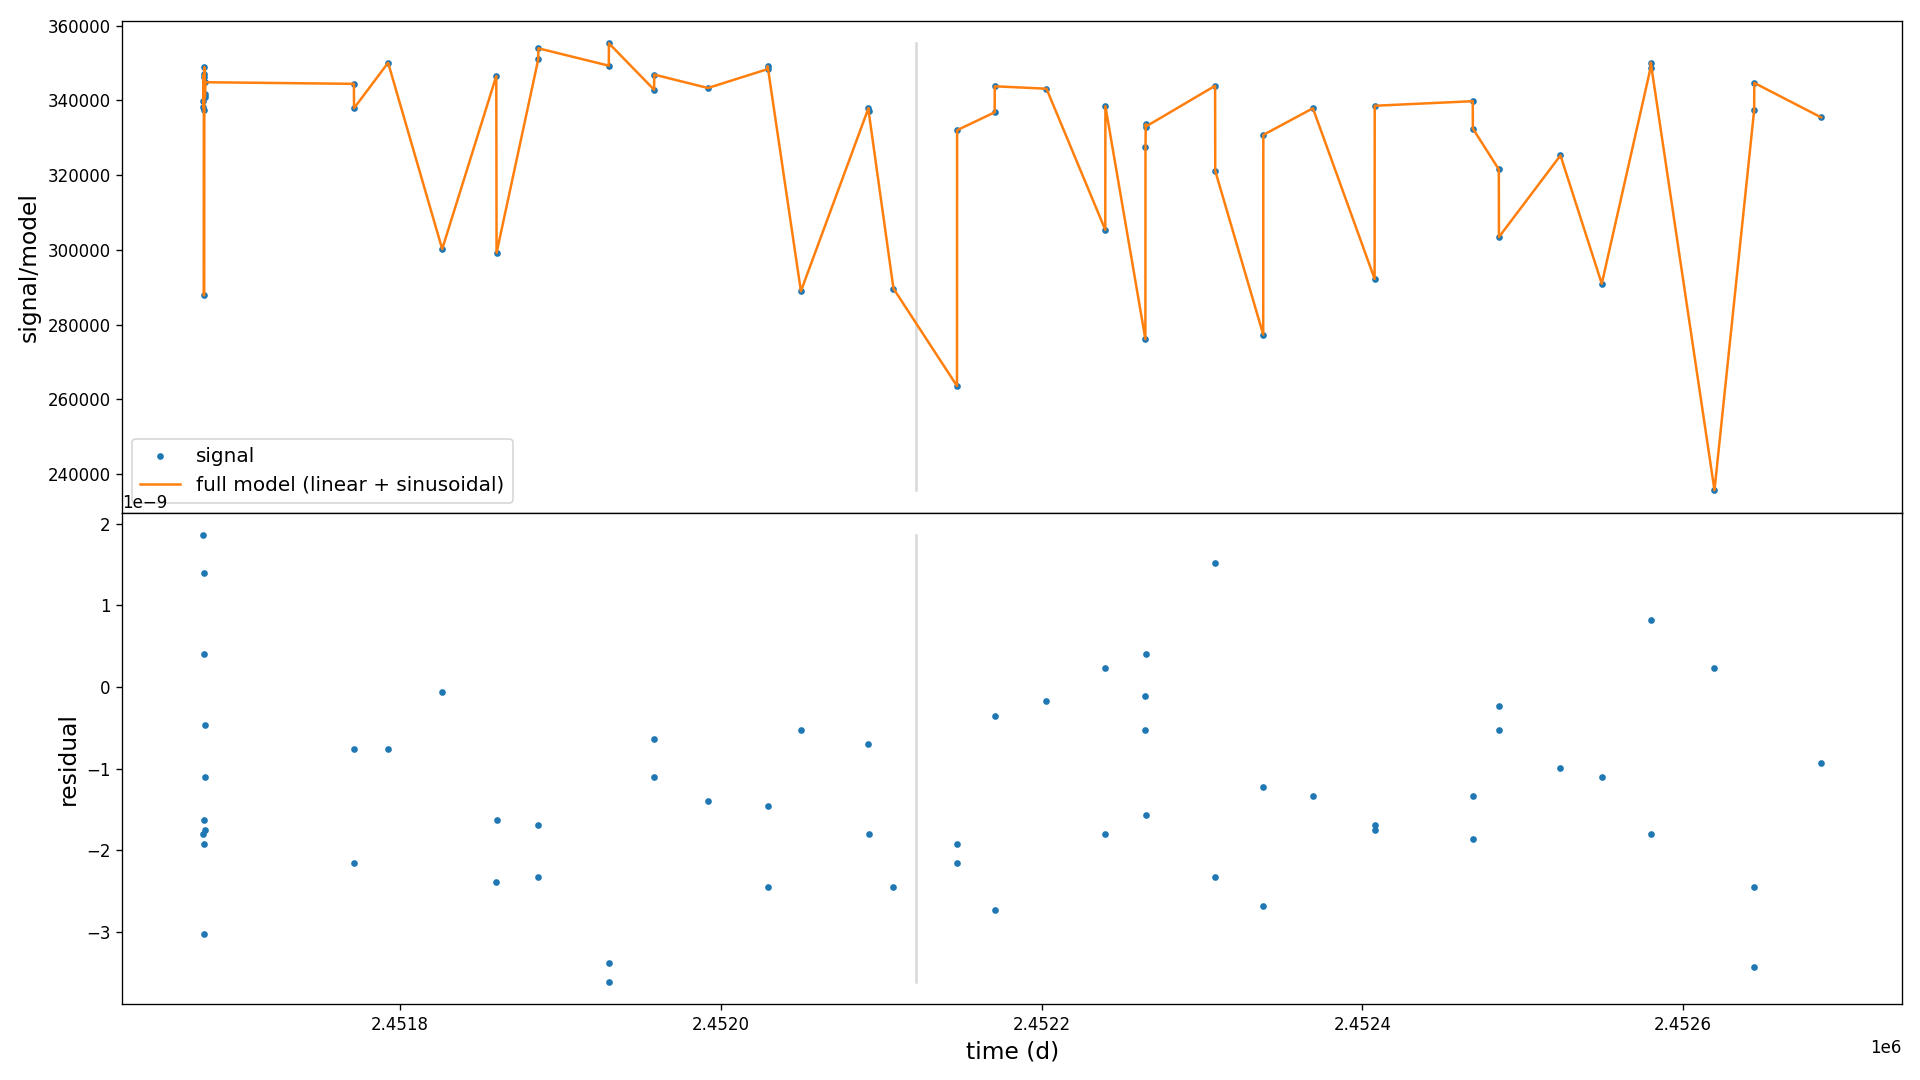 360000
340000
320000
300000
280000
260000
240000
signal/model
signal
full model (linear + sinusoidal)
1e−9
2
1
0
−1
−2
−3
residual
2.4518
2.4520
2.4522
2.4524
2.4526
time (d)
1e6